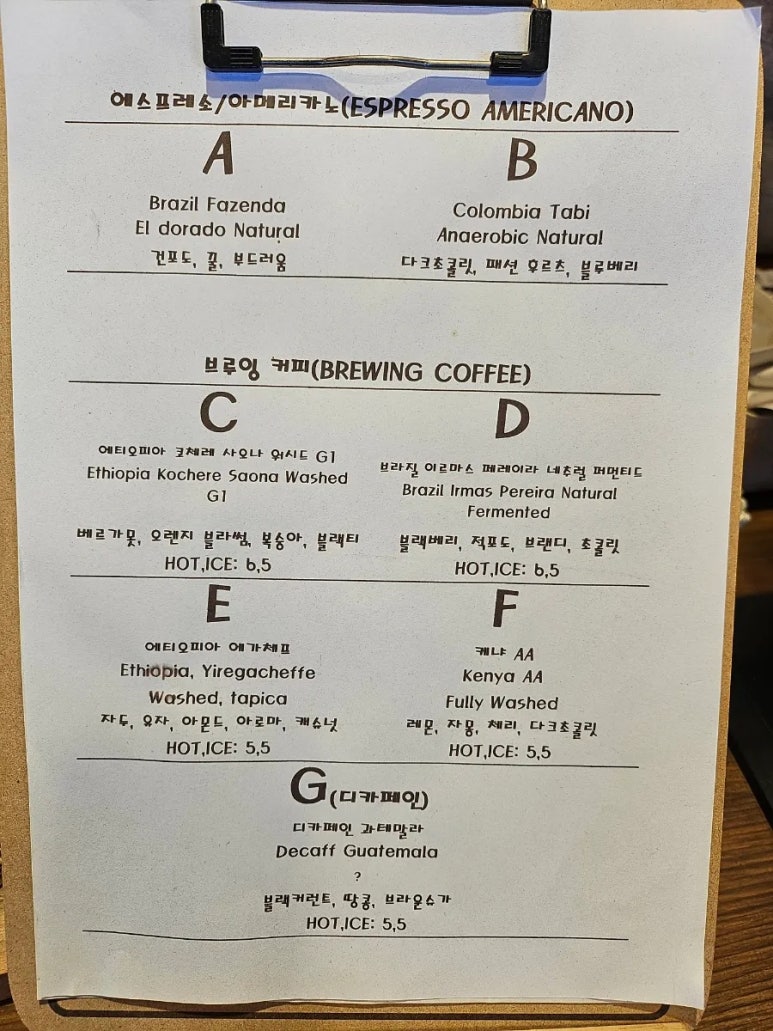 에스프레소/아메리카노(ESPRESSO AMERICANO)
A
Brazil Fazenda
El dorado Natural
건포도, 꿀, 부드러움
B
Colombia Tabi
Anaerobic Natural
다크초콜릿, 패션 후르츠, 블루베리
브루잉 커피(BREWING COFFEE)
C
에티오피아 코체레 사오나 워시드 G1
Ethiopia Kochere Saona Washed
G1
베르가못, 오렌지 블라썸, 복숭아, 블랙티
HOT,ICE: 6,5
D
브라질 이르마스 페레이라 네추럴 퍼먼티드
Brazil Irmas Pereira Natural
Fermented
블랙베리, 적포도, 브랜디, 초콜릿
HOT,ICE: 6,5
E
에티오피아 에가체프
Ethiopia, Yiregacheffe
Washed, tapica
자두, 유자, 아몬드, 아로마, 캐슈넛
HOT,ICE: 5,5
F
케냐 AA
Kenya AA
Fully Washed
레몬, 자몽, 체리, 다크초콜릿
HOT,ICE: 5,5
G(디카페인)
디카페인 과테말라
Decaff Guatemala
?
블랙커런트, 땅콩, 브라운슈가
HOT,ICE: 5,5